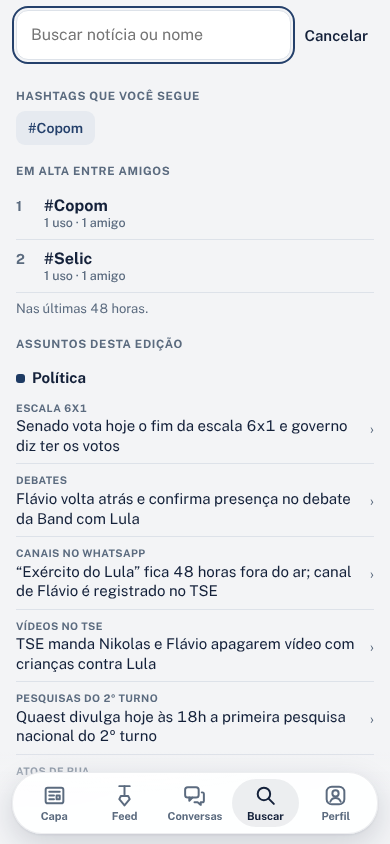 Buscar notícia ou nome
Cancelar
HASHTAGS QUE VOCÊ SEGUE
#Copom
EM ALTA ENTRE AMIGOS
1 #Copom
1 uso · 1 amigo
2 #Selic
1 uso · 1 amigo
Nas últimas 48 horas.
ASSUNTOS DESTA EDIÇÃO
Política
ESCALA 6X1
Senado vota hoje o fim da escala 6x1 e governo
diz ter os votos
DEBATES
Flávio volta atrás e confirma presença no debate
da Band com Lula
CANAIS NO WHATSAPP
“Exército do Lula” fica 48 horas fora do ar; canal
de Flávio é registrado no TSE
VÍDEOS NO TSE
TSE manda Nikolas e Flávio apagarem vídeo com
crianças contra Lula
PESQUISAS DO 2º TURNO
Quaest divulga hoje às 18h a primeira pesquisa
nacional do 2º turno
ATOS DE RUA
Capa
Feed
Conversas
Buscar
Perfil